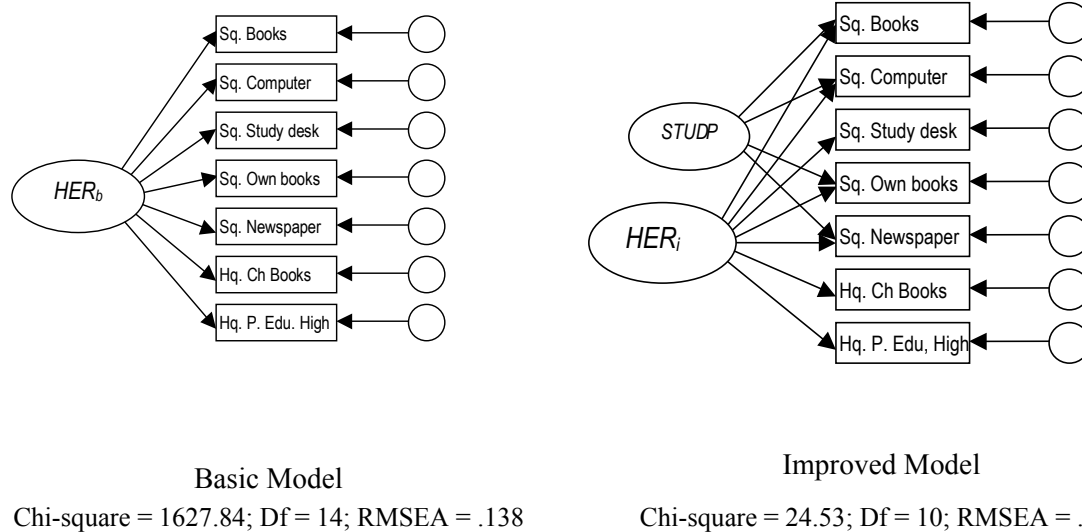 Sq. Books
Sq. Computer
Sq. Study desk
Sq. Own books
Sq. Newspaper
Hq. Ch Books
Hq. P. Edu. High
HERb
Basic Model
Chi-square = 1627.84; Df = 14; RMSEA = .138
Sq. Books
Sq. Computer
Sq. Study desk
Sq. Own books
Sq. Newspaper
Hq. Ch Books
Hq. P. Edu, High
STUDP
HERi
Improved Model
Chi-square = 24.53; Df = 10; RMSEA = .